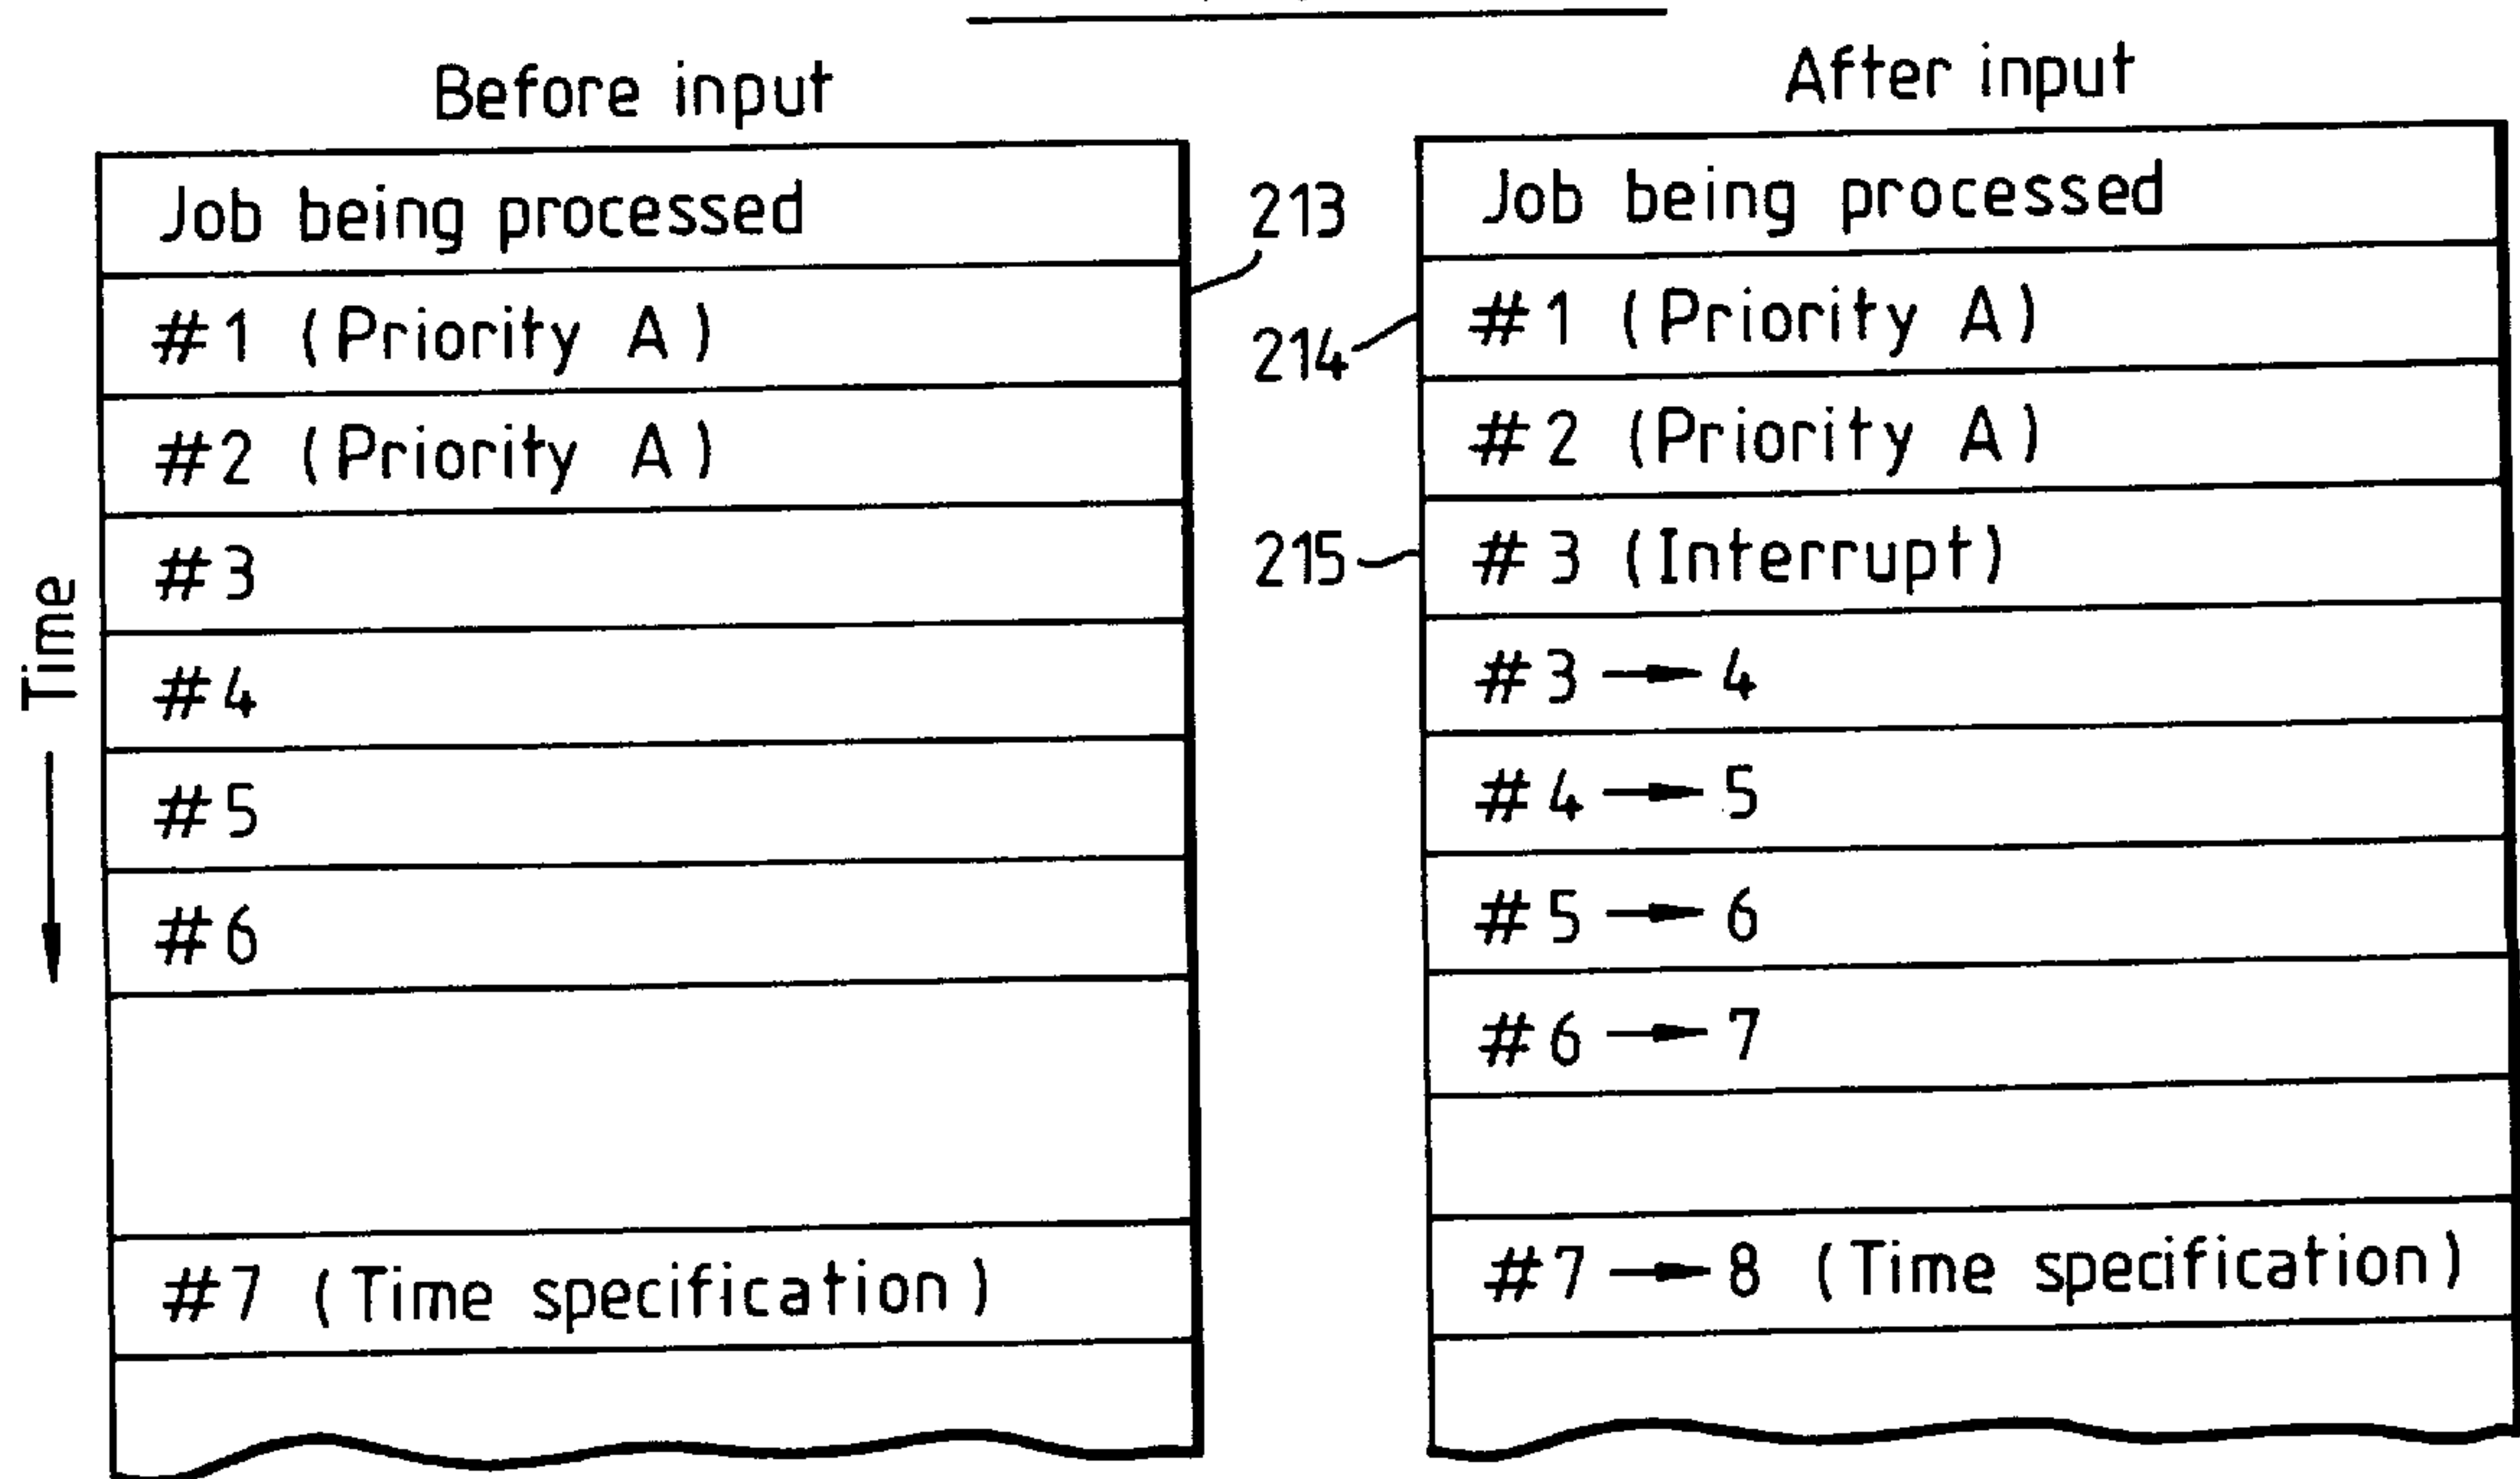 Before input
Job being processed
#1 (Priority A)
#2 (Priority A)
#3
#4
#5
#6
#7 (Time specification)
Time
213
214
215
After input
Job being processed
#1 (Priority A)
#2 (Priority A)
#3 (Interrupt)
#3 → 4
#4 → 5
#5 → 6
#6 → 7
#7 → 8 (Time specification)